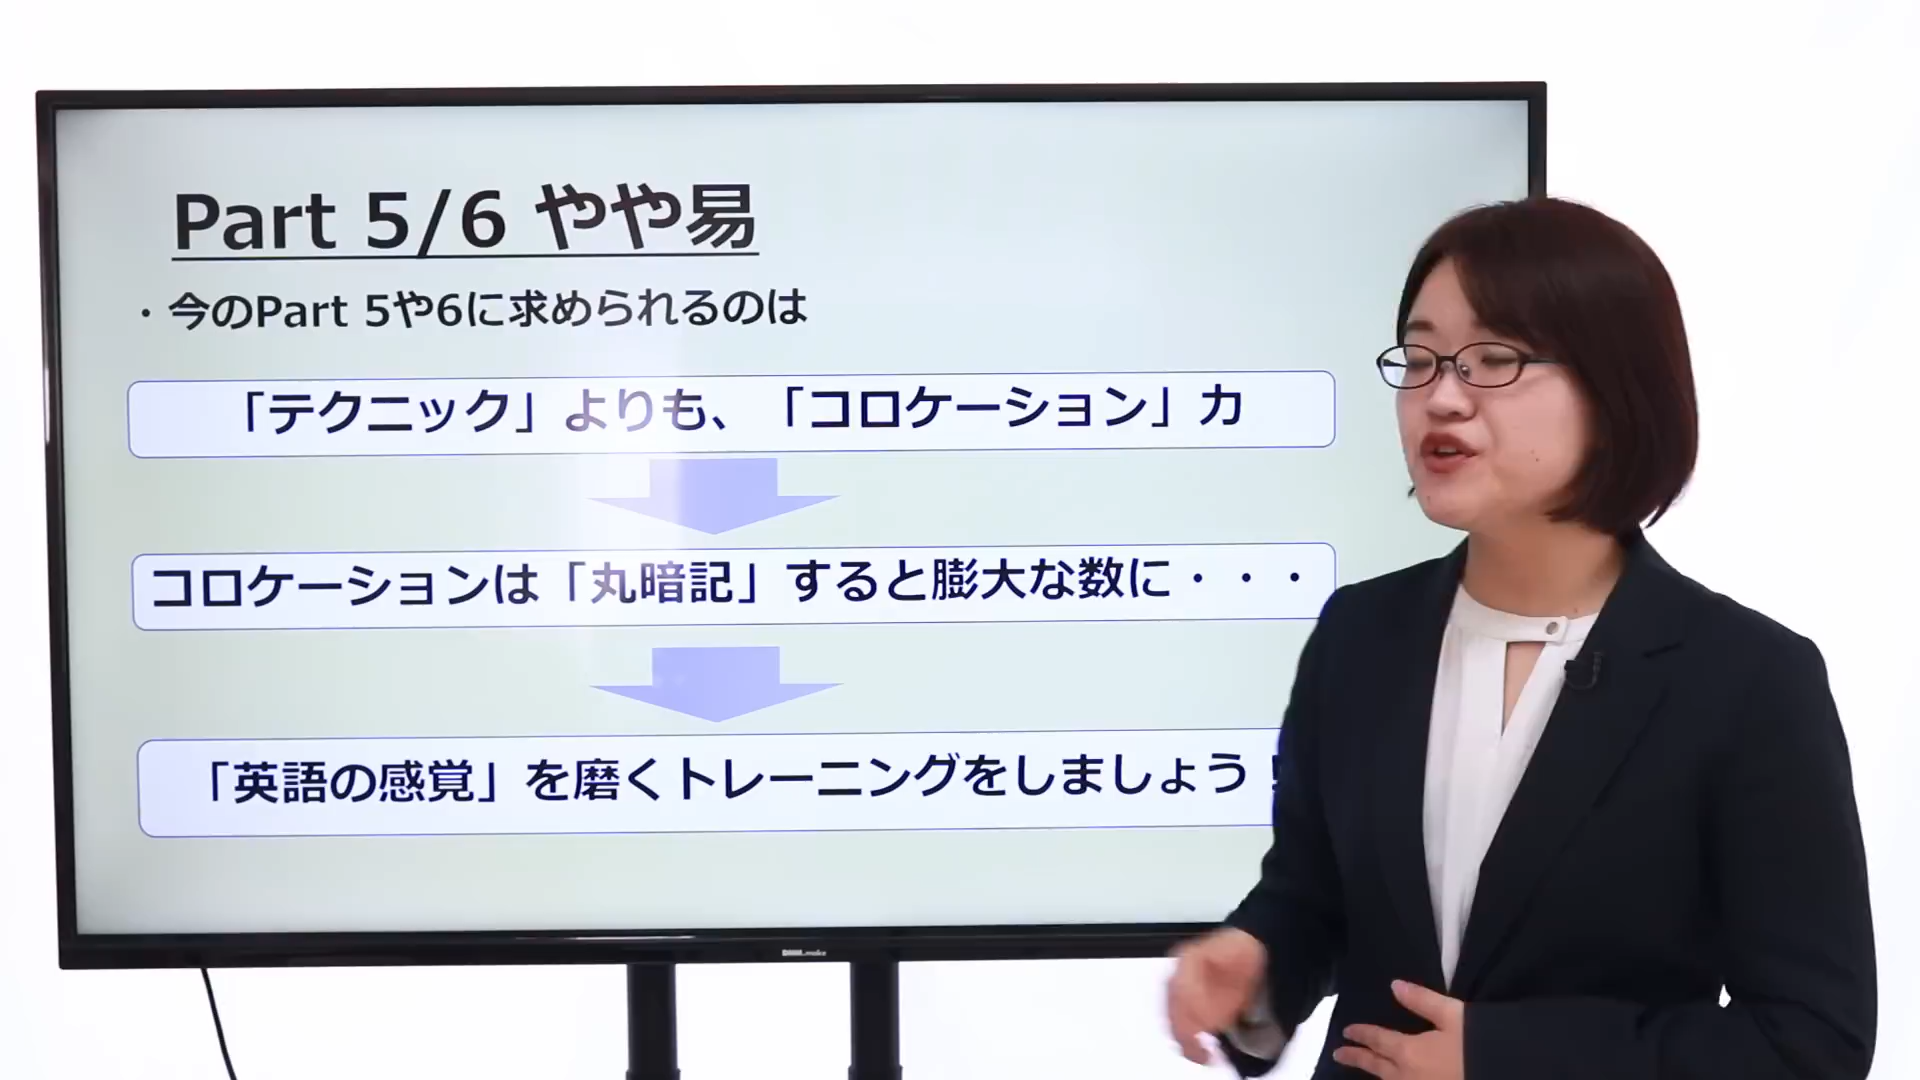 Part 5/6 やや易
・今のPart 5や6に求められるのは
「テクニック」よりも、「コロケーション」力
コロケーションは「丸暗記」すると膨大な数に・・・
「英語の感覚」を磨くトレーニングをしましょう！
DMM.make